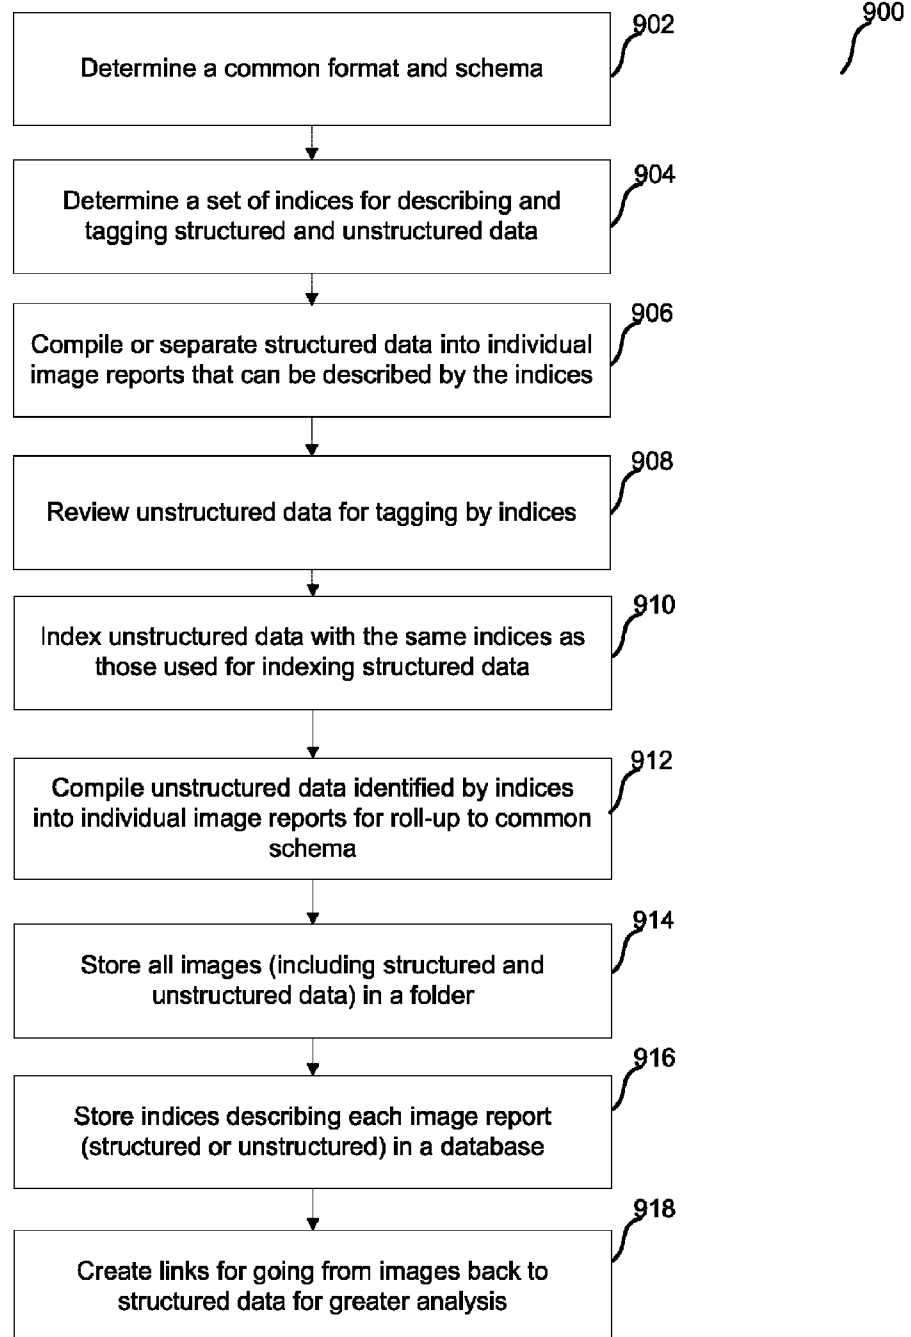 900
902
Determine a common format and schema
904
Determine a set of indices for describing and
tagging structured and unstructured data
906
Compile or separate structured data into individual
image reports that can be described by the indices
908
Review unstructured data for tagging by indices
910
Index unstructured data with the same indices as
those used for indexing structured data
912
Compile unstructured data identified by indices
into individual image reports for roll-up to common
schema
914
Store all images (including structured and
unstructured data) in a folder
916
Store indices describing each image report
(structured or unstructured) in a database
918
Create links for going from images back to
structured data for greater analysis